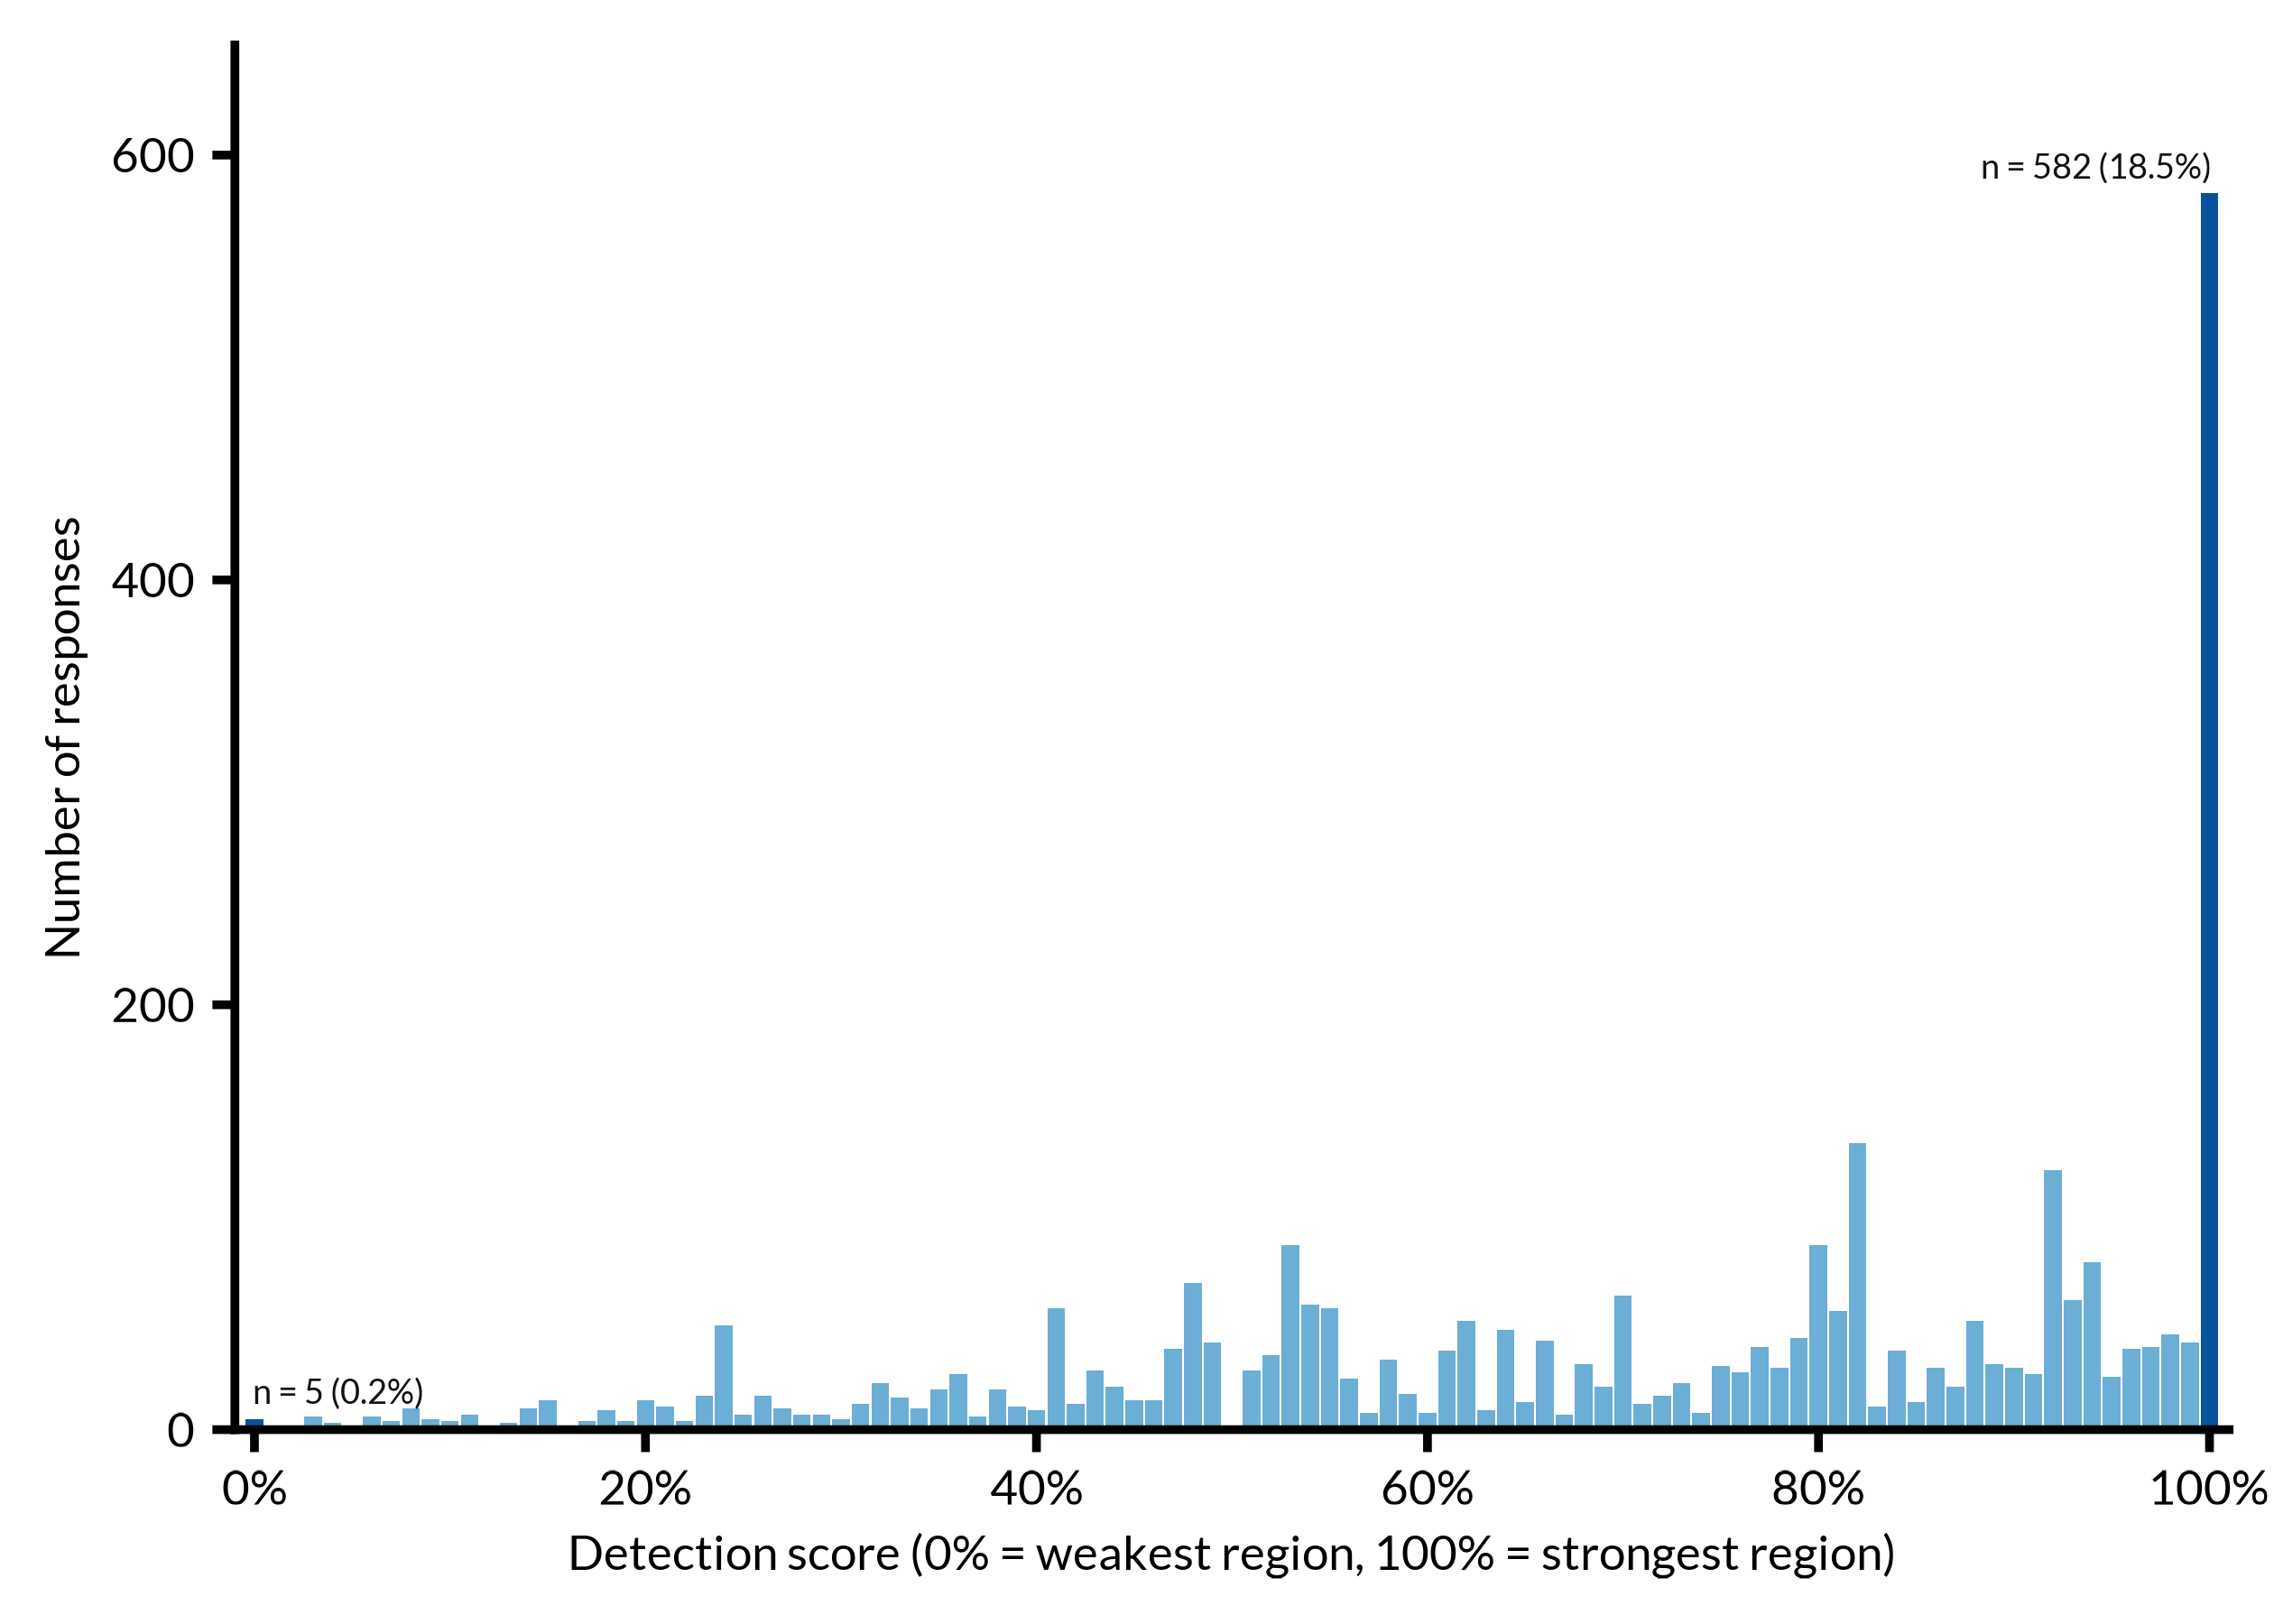 600
n = 582 (18.5%)
400
Number of responses
200
n = 5 (0.2%)
0
0% 20% 40% 60% 80% 100%
Detection score (0% = weakest region, 100% = strongest region)